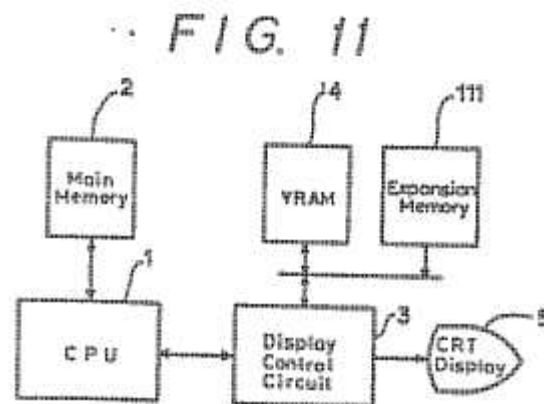 FIG. 11
2
14
111
Main
Memory
VRAM
Expansion
Memory
1
3
5
CPU
Display
Control
Circuit
CRT
Display